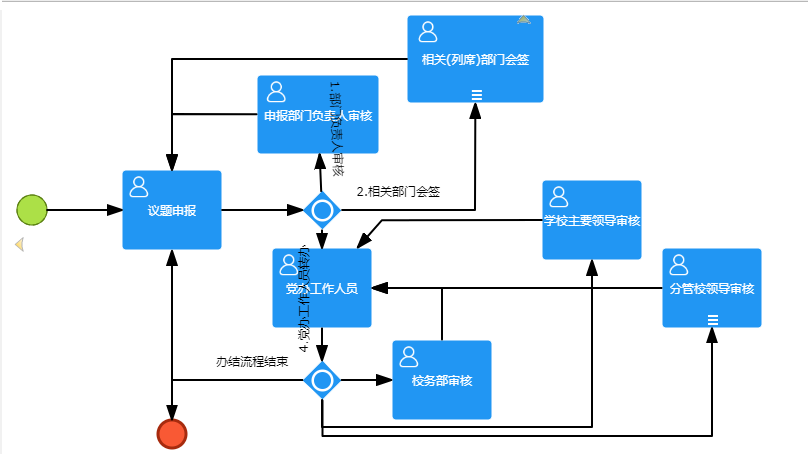 相关(列席)部门会签
申报部门负责人审核
1.部门负责人审核
2.相关部门会签
议题申报
学校主要领导审核
党办工作人员
4.党办工作人员转办
分管校领导审核
办结流程结束
校务部审核